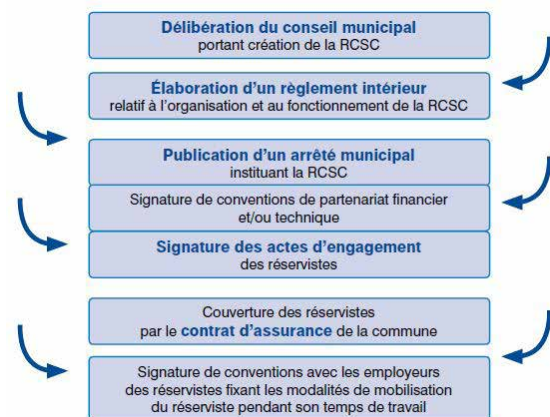 Délibération du conseil municipal
portant création de la RCSC
Élaboration d’un règlement intérieur
relatif à l’organisation et au fonctionnement de la RCSC
Publication d’un arrêté municipal
instituant la RCSC
Signature de conventions de partenariat financier
et/ou technique
Signature des actes d’engagement
des réservistes
Couverture des réservistes
par le contrat d’assurance de la commune
Signature de conventions avec les employeurs
des réservistes fixant les modalités de mobilisation
du réserviste pendant son temps de travail